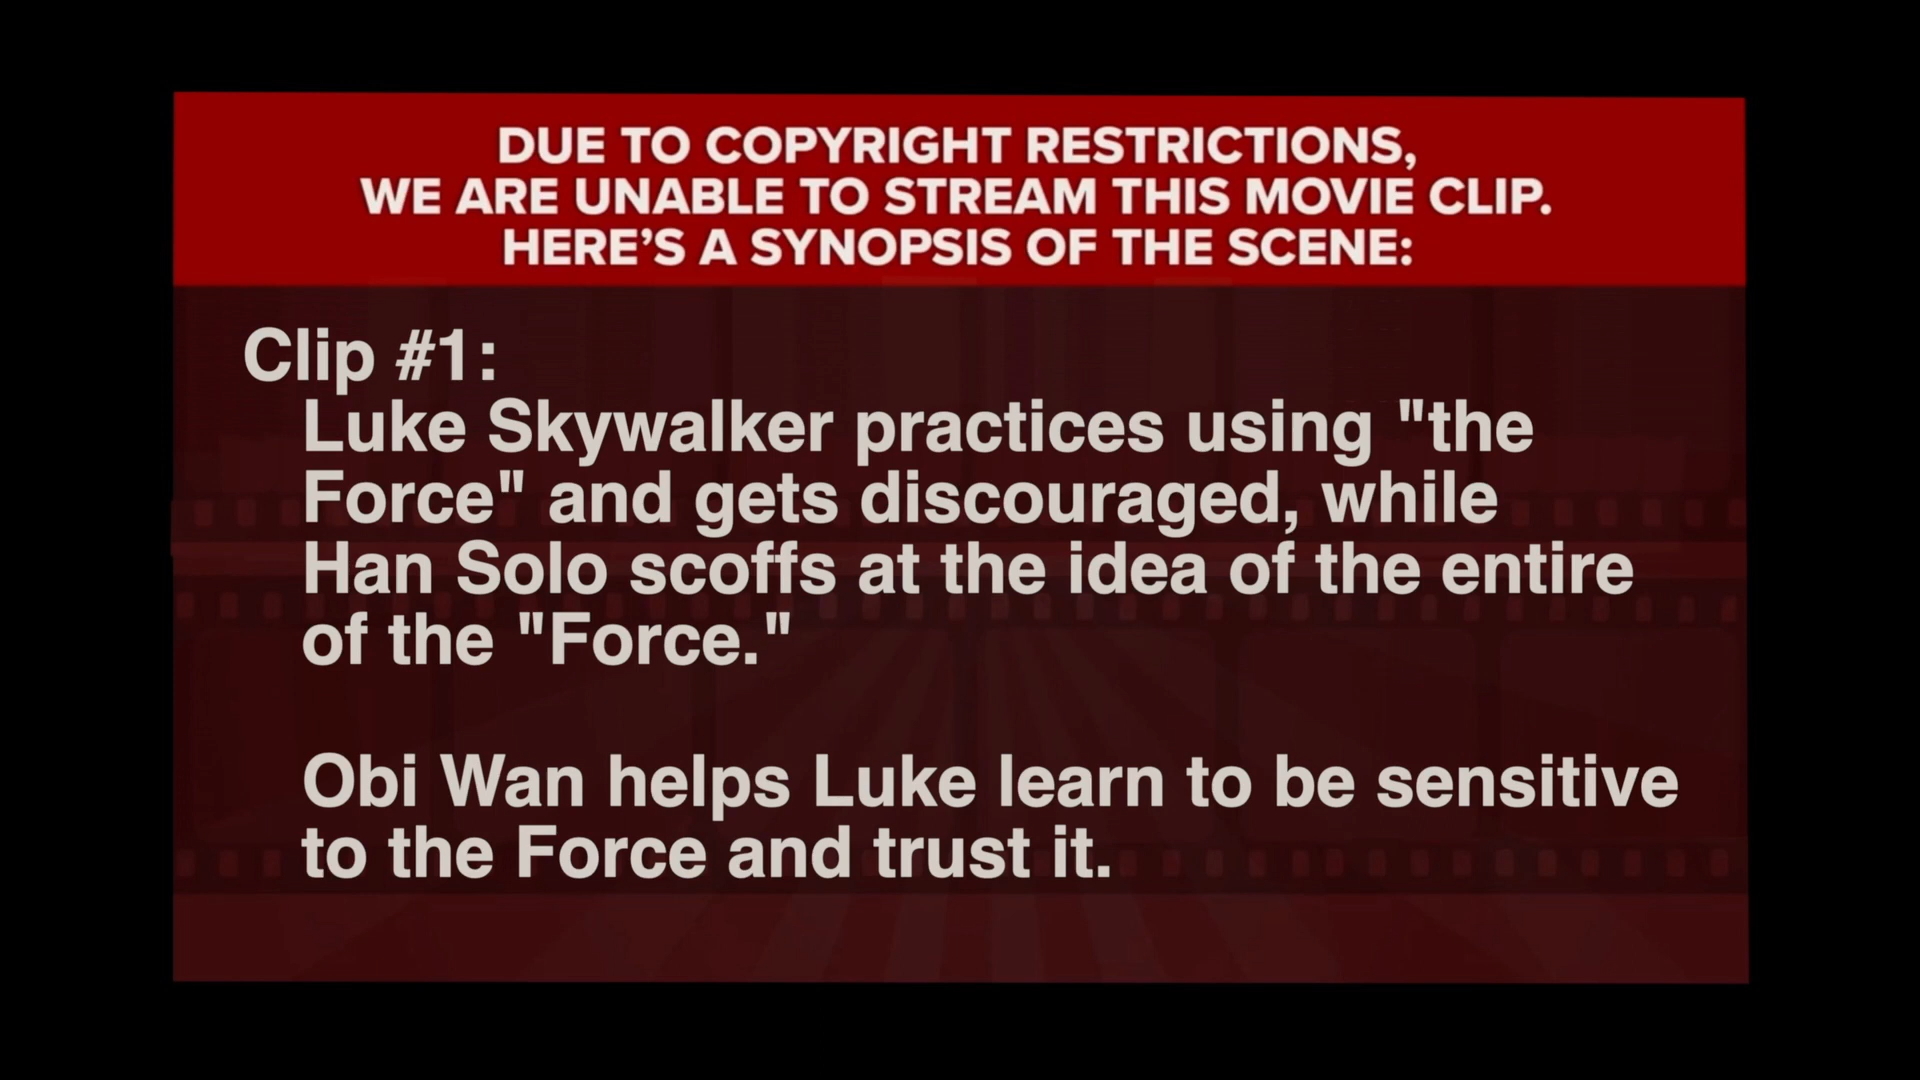 DUE TO COPYRIGHT RESTRICTIONS,
WE ARE UNABLE TO STREAM THIS MOVIE CLIP.
HERE’S A SYNOPSIS OF THE SCENE:
Clip #1:
Luke Skywalker practices using "the
Force" and gets discouraged, while
Han Solo scoffs at the idea of the entire
of the "Force."
Obi Wan helps Luke learn to be sensitive
to the Force and trust it.